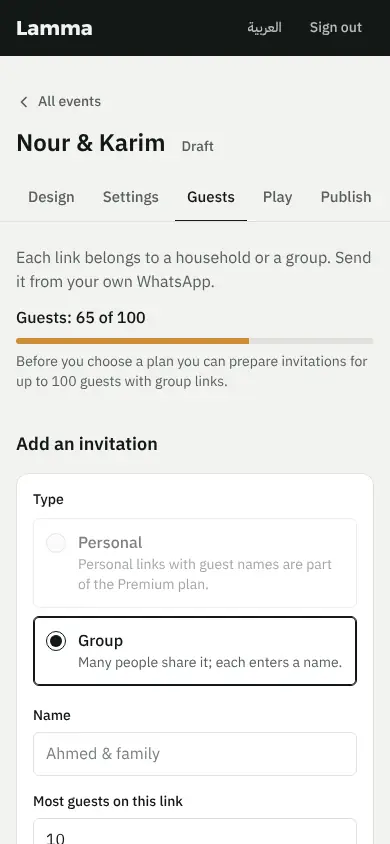 Lamma
العربية
Sign out
All events
Nour & Karim
Draft
Design
Settings
Guests
Play
Publish
Each link belongs to a household or a group. Send
it from your own WhatsApp.
Guests: 65 of 100
Before you choose a plan you can prepare invitations for
up to 100 guests with group links.
Add an invitation
Type
Personal
Personal links with guest names are part
of the Premium plan.
Group
Many people share it; each enters a name.
Name
Ahmed & family
Most guests on this link
10